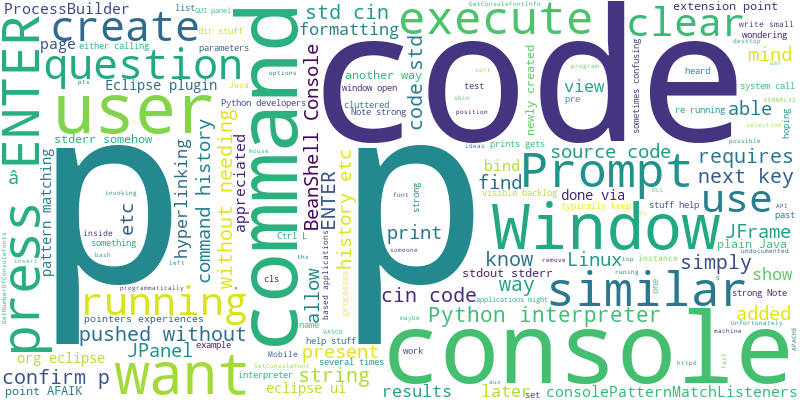 ProcessBuilder
list
GUI panel
create
either calling
dir stuff
page
parameters
question
Eclipse plugin
options
Java
ENTER
user
Python developers
stderr somehow
â
press
pattern matching
hyperlinking
command history
without needing
appreciated
mouse
etc
invoking
inside
something
bash
left
programmatically
insert
GetNumberOfConsoleFonts
running
pointers experiences
pushed without
name
example
org eclipse
JPanel
want
confirm p
Mobile
point AFAIK
interpreter
eclipse ui
command
cls
Ctrl L
thx
std cin
formatting
BeanShell Console
another way
window open
cluttered
Note strong
ENTER
print
history etc
allow
based applications
processes
help stuff
VASCO
present
SetConsoleFont
several times
string
p
p
code
execute
GetConsoleFontInfo
clear
extension point
write small
wondering
desktop
mind
code std
test
sort
sbin
position
newly created
view
pre
program
heard
sometimes confusing
re running
able
system call
KERNEL32
selection
possible
hoping
ideas
prints gets
source code
requires
Prompt
next key
bind
visible backlog
find
done via
typically keep
stuff help
use
API
past
undocumented
font
strong
someone
Window
JFrame
plain Java
know
Linux
simply
stdout stderr
remove
top
instance
runing
one
show
strong Note
cin code
way
similar
added
applications might
Unfortunately
Python interpreter
maybe
machine
APACHE
work
console
httpd
fast
results
later
aux
set
consolePatternMatchListeners